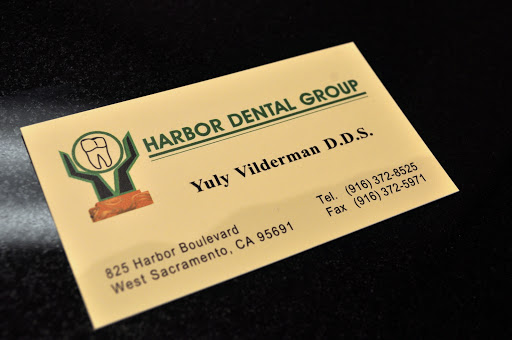 HARBOR DENTAL GROUP
Yuly Vilderman D.D.S.
825 Harbor Boulevard
West Sacramento, CA 95691
Tel. (916) 372-8525
Fax (916) 372-5971